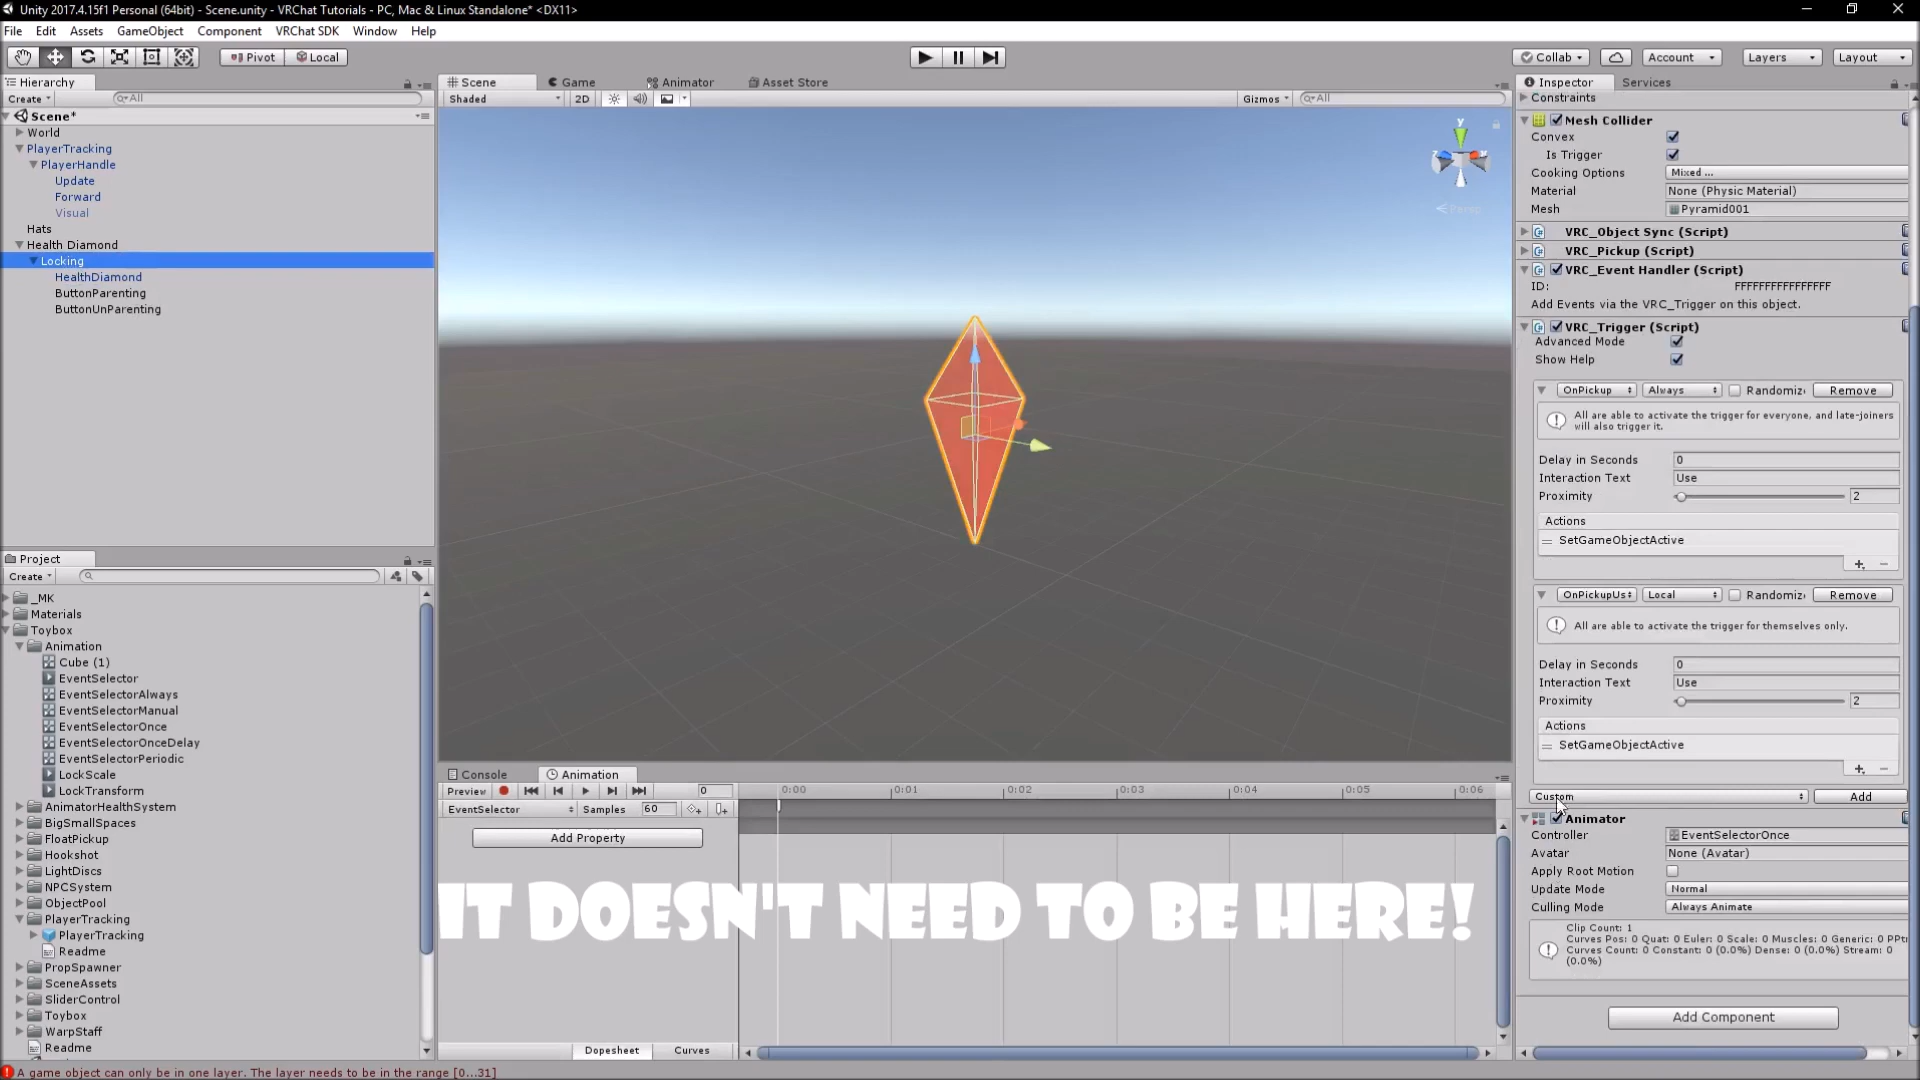 Unity 2017.4.15f1 Personal (64bit) - Scene.unity - VRChat Tutorials - PC, Mac & Linux Standalone* <DX11>
File Edit Assets GameObject Component VRChat SDK Window Help
Pivot Local Collab Account Layers Layout
Hierarchy
Create All
Scene*
World
PlayerTracking
PlayerHandle
Update
Forward
Visual
Hats
Health Diamond
Locking
HealthDiamond
ButtonParenting
ButtonUnParenting
Project
Create
_MK
Materials
Toybox
Animation
Cube (1)
EventSelector
EventSelectorAlways
EventSelectorManual
EventSelectorOnce
EventSelectorOnceDelay
EventSelectorPeriodic
LockScale
LockTransform
AnimatorHealthSystem
BigSmallSpaces
FloatPickup
Hookshot
LightDiscs
NPCSystem
ObjectPool
PlayerTracking
PlayerTracking
Readme
PropSpawner
SceneAssets
SliderControl
Toybox
WarpStaff
Readme
A game object can only be in one layer. The layer needs to be in the range [0...31]
Scene Game Animator Asset Store
Shaded 2D Gizmos All
y
Persp
Console Animation
Preview 0
EventSelector Samples 60
Add Property
0:00 0:01 0:02 0:03 0:04 0:05 0:06
IT DOESN'T NEED TO BE HERE!
Dopesheet Curves
Inspector Services
Constraints
Mesh Collider
Convex
Is Trigger
Cooking Options Mixed ...
Material None (Physic Material)
Mesh Pyramid001
VRC_Object Sync (Script)
VRC_Pickup (Script)
VRC_Event Handler (Script)
ID: FFFFFFFFFFFFFFFF
Add Events via the VRC_Trigger on this object.
VRC_Trigger (Script)
Advanced Mode
Show Help
OnPickup Always Randomiz Remove
All are able to activate the trigger for everyone, and late-joiners
will also trigger it.
Delay in Seconds 0
Interaction Text Use
Proximity 2
Actions
SetGameObjectActive
OnPickupUs Local Randomiz Remove
All are able to activate the trigger for themselves only.
Delay in Seconds 0
Interaction Text Use
Proximity 2
Actions
SetGameObjectActive
Custom Add
Animator
Controller EventSelectorOnce
Avatar None (Avatar)
Apply Root Motion
Update Mode Normal
Culling Mode Always Animate
Clip Count: 1
Curves Pos: 0 Quat: 0 Euler: 0 Scale: 0 Muscles: 0 Generic: 0 PPtr
Curves Count: 0 Constant: 0 (0.0%) Dense: 0 (0.0%) Stream: 0
(0.0%)
Add Component